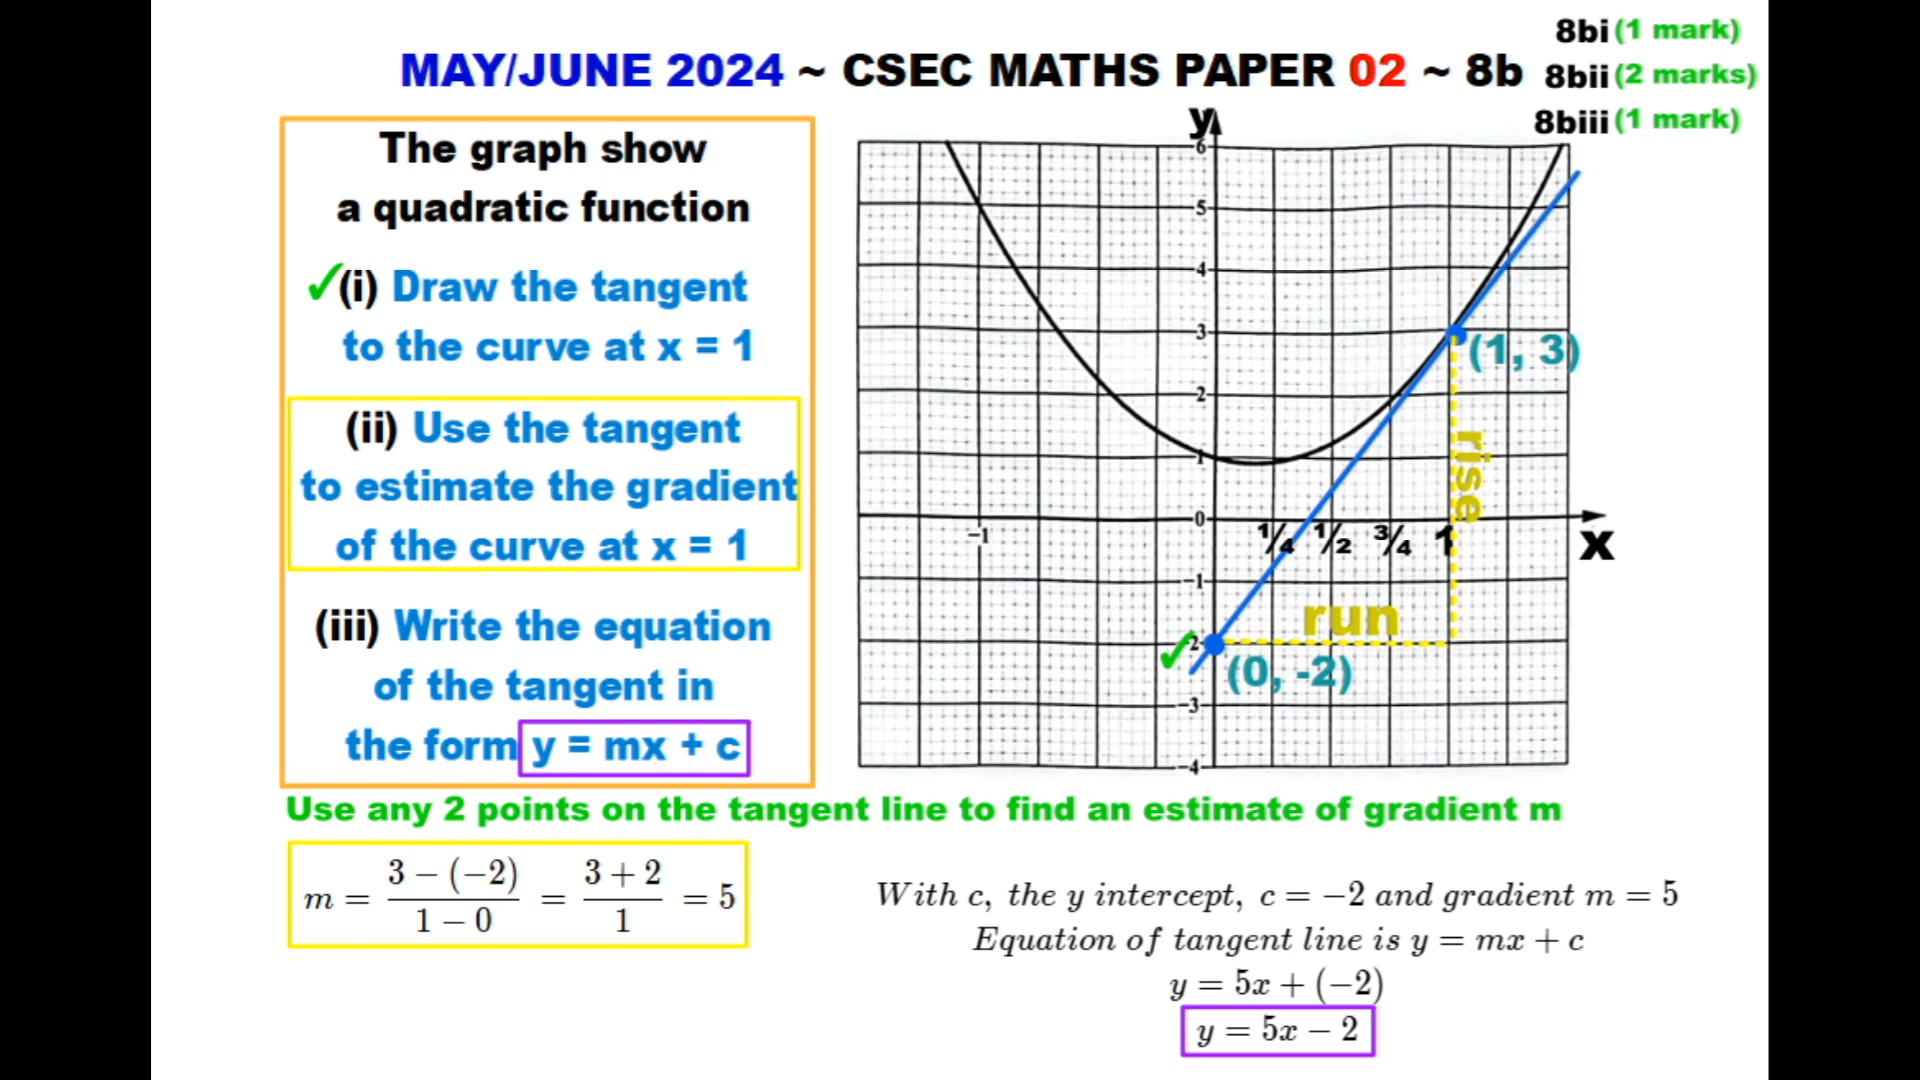 8bi (1 mark)
MAY/JUNE 2024 ~ CSEC MATHS PAPER 02 ~ 8b
8bii (2 marks)
8biii (1 mark)
The graph show
a quadratic function
✓(i) Draw the tangent
to the curve at x = 1
(ii) Use the tangent
to estimate the gradient
of the curve at x = 1
(iii) Write the equation
of the tangent in
the form y = mx + c
y
6
5
4
3
(1, 3)
2
1
rise
0
-1
¼ ½ ¾ 1
x
-1
run
✓ -2
(0, -2)
-3
-4
Use any 2 points on the tangent line to find an estimate of gradient m
m = (3 − (−2))/(1 − 0) = (3 + 2)/1 = 5
With c, the y intercept, c = −2 and gradient m = 5
Equation of tangent line is y = mx + c
y = 5x + (−2)
y = 5x − 2